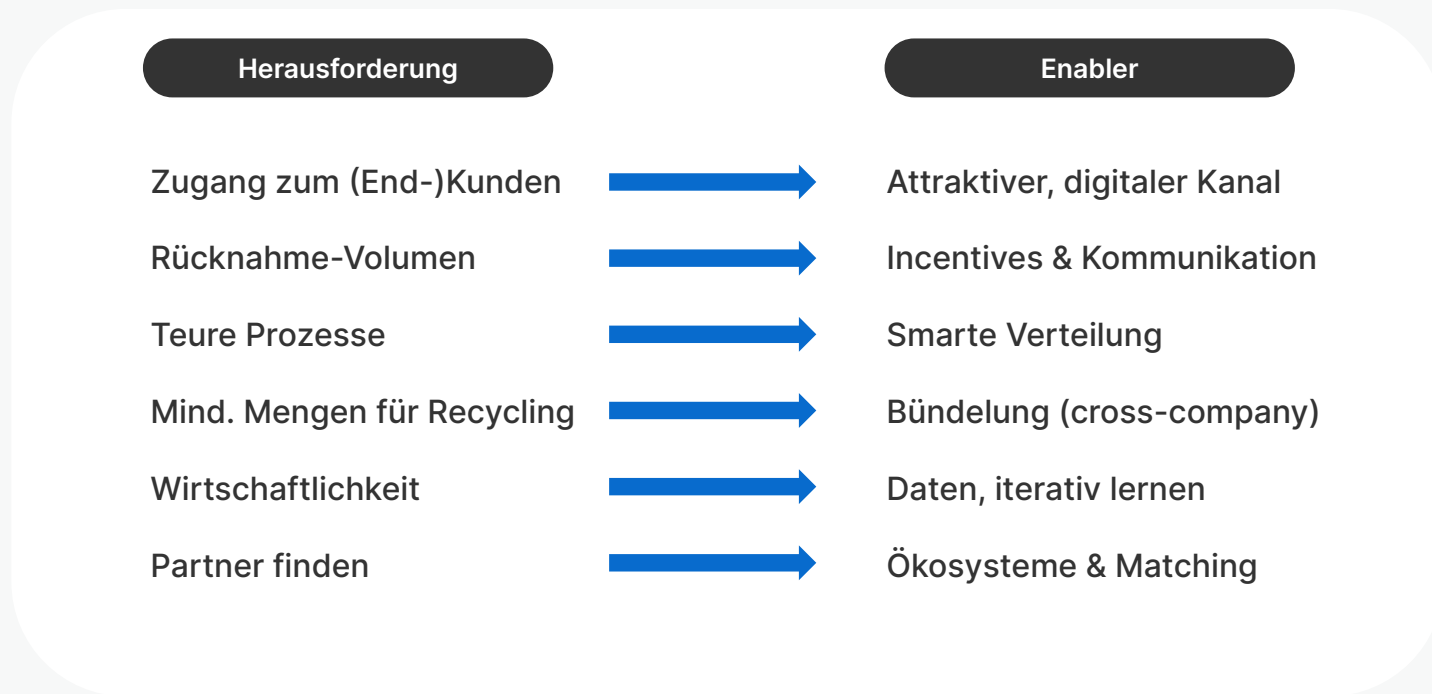 Herausforderung
Enabler
Zugang zum (End-)Kunden
Attraktiver, digitaler Kanal
Rücknahme-Volumen
Incentives & Kommunikation
Teure Prozesse
Smarte Verteilung
Mind. Mengen für Recycling
Bündelung (cross-company)
Wirtschaftlichkeit
Daten, iterativ lernen
Partner finden
Ökosysteme & Matching